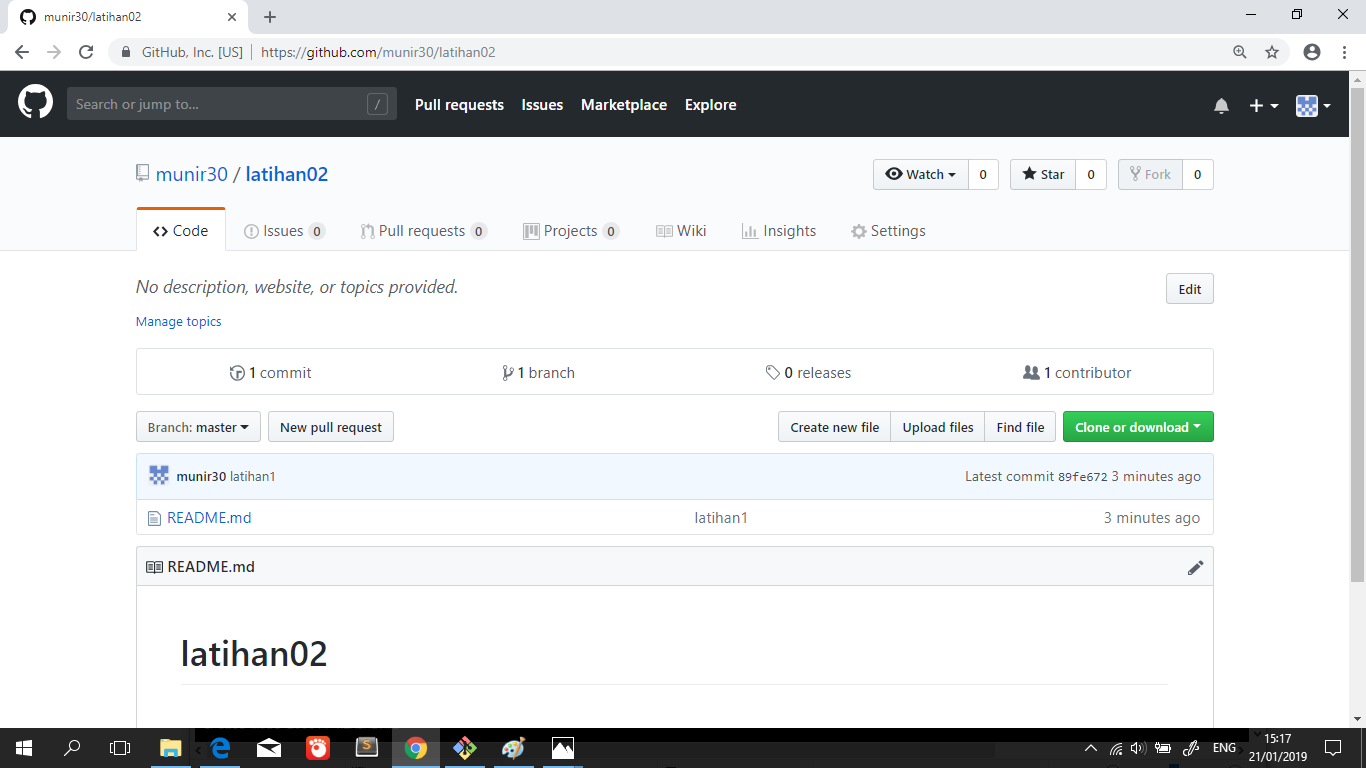 munir30/latihan02
GitHub, Inc. [US] https://github.com/munir30/latihan02
Search or jump to... / Pull requests Issues Marketplace Explore
munir30 / latihan02 Watch 0 Star 0 Fork 0
Code Issues 0 Pull requests 0 Projects 0 Wiki Insights Settings
No description, website, or topics provided. Edit
Manage topics
1 commit 1 branch 0 releases 1 contributor
Branch: master New pull request Create new file Upload files Find file Clone or download
munir30 latihan1 Latest commit 89fe672 3 minutes ago
README.md latihan1 3 minutes ago
README.md
latihan02
S
ENG 15:17
21/01/2019